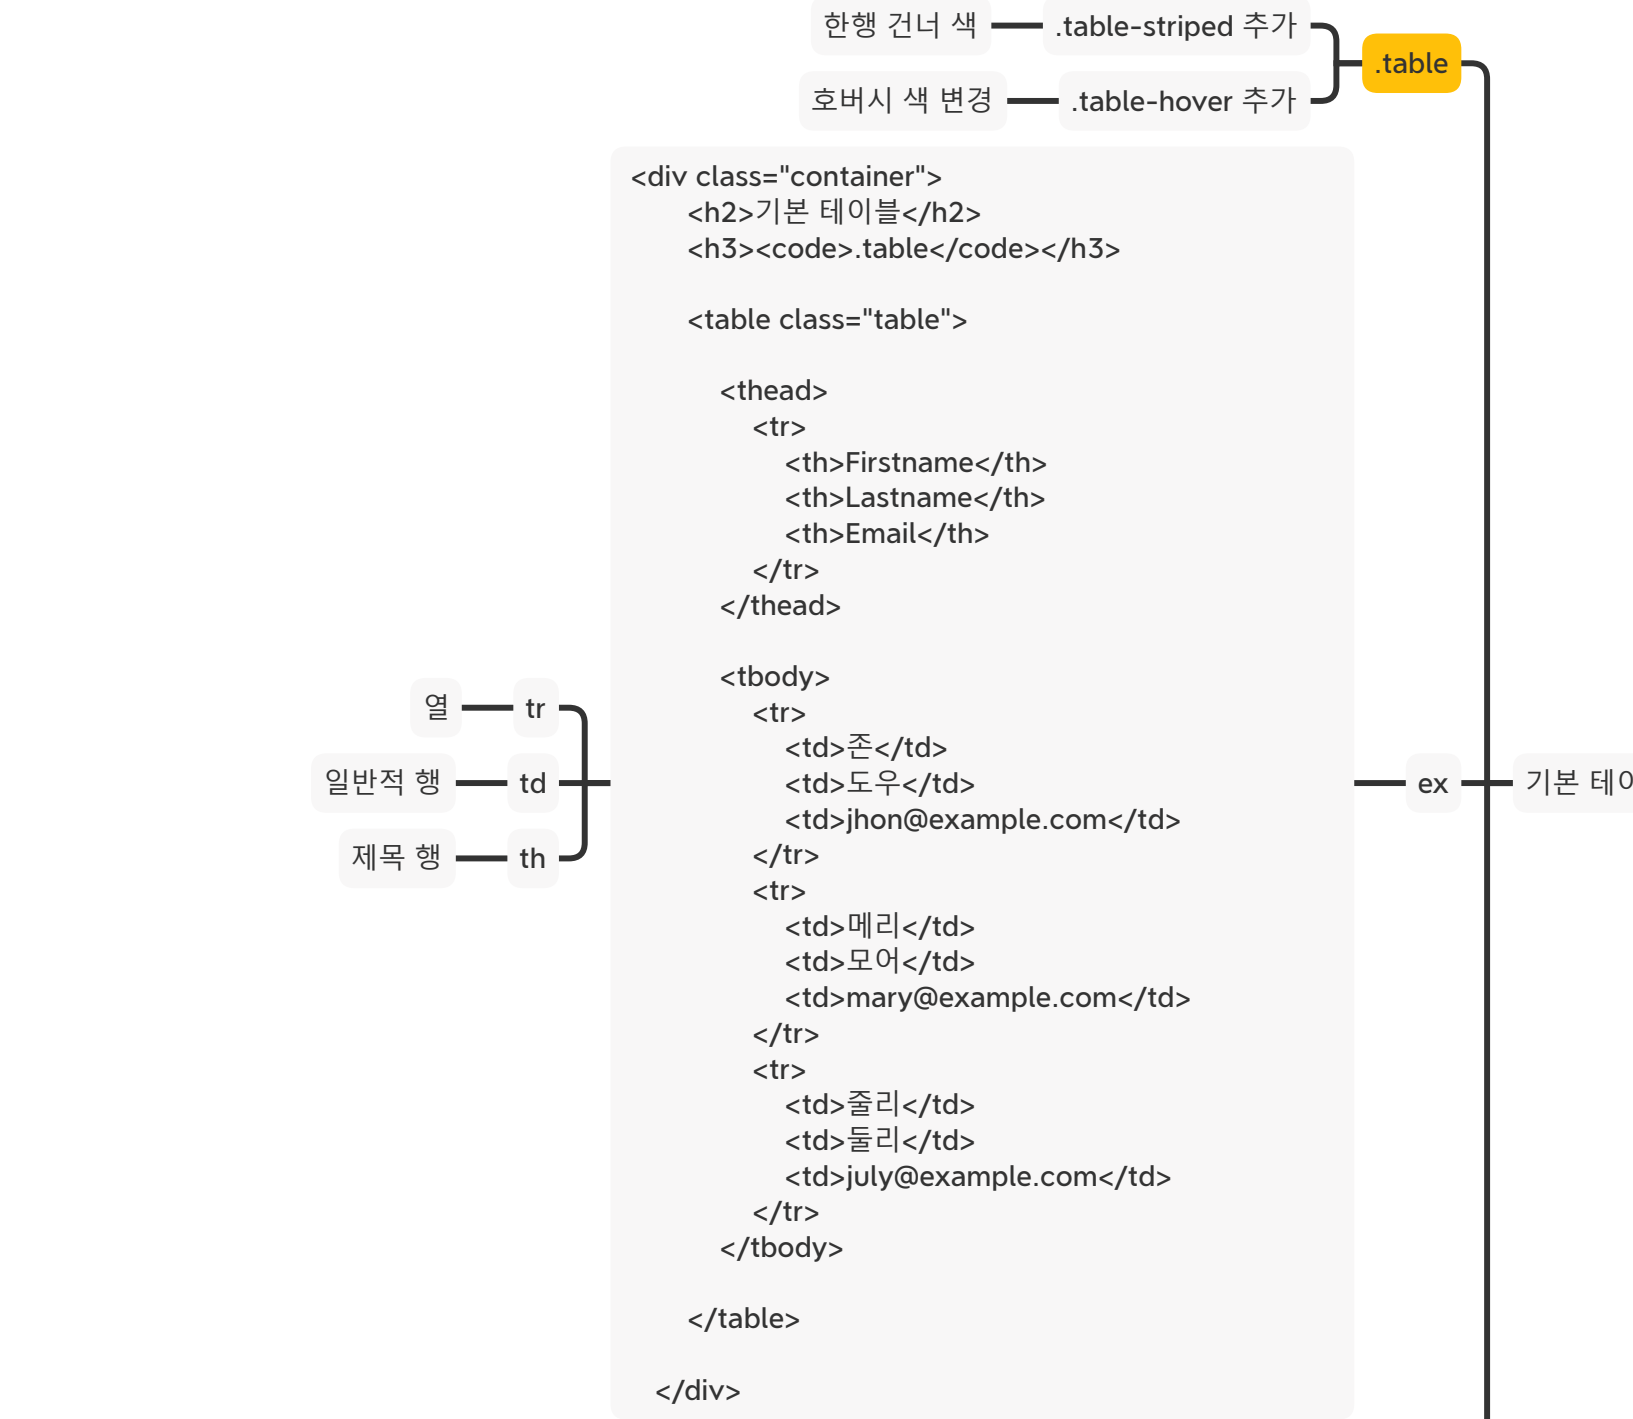 한행 건너 색
.table-striped 추가
.table
호버시 색 변경
.table-hover 추가
<div class="container">
<h2>기본 테이블</h2>
<h3><code>.table</code></h3>
<table class="table">
<thead>
<tr>
<th>Firstname</th>
<th>Lastname</th>
<th>Email</th>
</tr>
</thead>
<tbody>
<tr>
<td>존</td>
<td>도우</td>
<td>jhon@example.com</td>
</tr>
<tr>
<td>메리</td>
<td>모어</td>
<td>mary@example.com</td>
</tr>
<tr>
<td>줄리</td>
<td>둘리</td>
<td>july@example.com</td>
</tr>
</tbody>
</table>
</div>
열
tr
일반적 행
td
제목 행
th
ex
기본